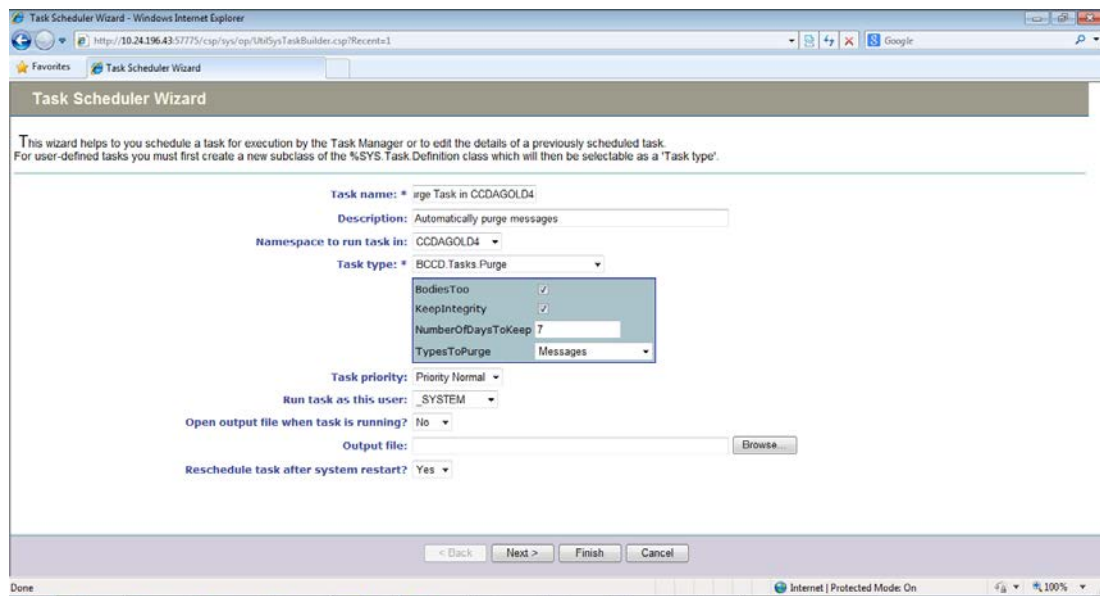 Task Scheduler Wizard - Windows Internet Explorer
http://10.24.196.43:57775/csp/sys/op/UtilSysTaskBuilder.csp?Recent=1
Google
Favorites
Task Scheduler Wizard
Task Scheduler Wizard
This wizard helps to you schedule a task for execution by the Task Manager or to edit the details of a previously scheduled task.
For user-defined tasks you must first create a new subclass of the %SYS.Task.Definition class which will then be selectable as a 'Task type'.
Task name: * urge Task in CCDAGOLD4
Description: Automatically purge messages
Namespace to run task in: CCDAGOLD4
Task type: * BCCD.Tasks.Purge
BodiesToo
KeepIntegrity
NumberOfDaysToKeep 7
TypesToPurge Messages
Task priority: Priority Normal
Run task as this user: _SYSTEM
Open output file when task is running? No
Output file: Browse...
Reschedule task after system restart? Yes
< Back Next > Finish Cancel
Done Internet | Protected Mode: On 100%